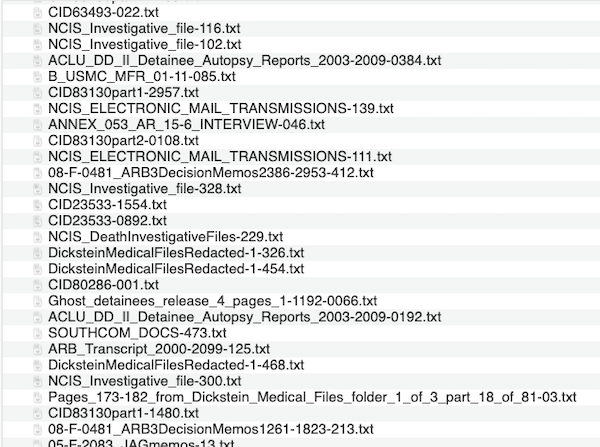 CID63493-022.txt
NCIS_Investigative_file-116.txt
NCIS_Investigative_file-102.txt
ACLU_DD_II_Detainee_Autopsy_Reports_2003-2009-0384.txt
B_USMC_MFR_01-11-085.txt
CID83130part1-2957.txt
NCIS_ELECTRONIC_MAIL_TRANSMISSIONS-139.txt
ANNEX_053_AR_15-6_INTERVIEW-046.txt
CID83130part2-0108.txt
NCIS_ELECTRONIC_MAIL_TRANSMISSIONS-111.txt
08-F-0481_ARB3DecisionMemos2386-2953-412.txt
NCIS_Investigative_file-328.txt
CID23533-1554.txt
CID23533-0892.txt
NCIS_DeathInvestigativeFiles-229.txt
DicksteinMedicalFilesRedacted-1-326.txt
DicksteinMedicalFilesRedacted-1-454.txt
CID80286-001.txt
Ghost_detainees_release_4_pages_1-1192-0066.txt
ACLU_DD_II_Detainee_Autopsy_Reports_2003-2009-0192.txt
SOUTHCOM_DOCS-473.txt
ARB_Transcript_2000-2099-125.txt
DicksteinMedicalFilesRedacted-1-468.txt
NCIS_Investigative_file-300.txt
Pages_173-182_from_Dickstein_Medical_Files_folder_1_of_3_part_18_of_81-03.txt
CID83130part1-1480.txt
08-F-0481_ARB3DecisionMemos1261-1823-213.txt
05-F-2083_JAGmemos-13.txt